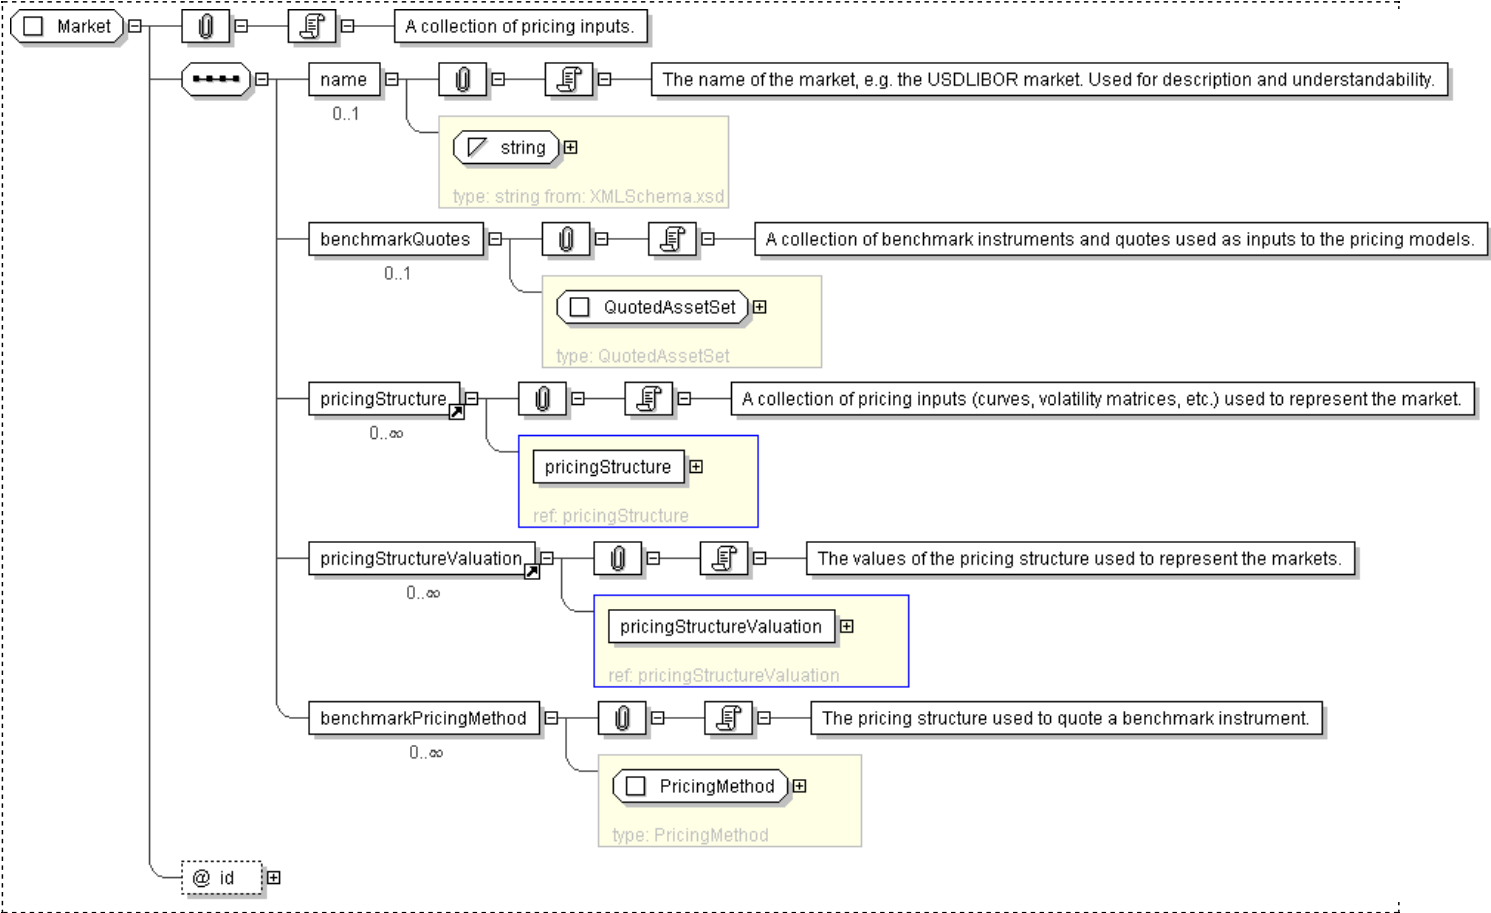 Market
A collection of pricing inputs.
name
The name of the market, e.g. the USDLIBOR market. Used for description and understandability.
0..1
string
type: string from: XMLSchema.xsd
benchmarkQuotes
A collection of benchmark instruments and quotes used as inputs to the pricing models.
0..1
QuotedAssetSet
type: QuotedAssetSet
pricingStructure
A collection of pricing inputs (curves, volatility matrices, etc.) used to represent the market.
0..∞
pricingStructure
ref: pricingStructure
pricingStructureValuation
The values of the pricing structure used to represent the markets.
0..∞
pricingStructureValuation
ref: pricingStructureValuation
benchmarkPricingMethod
The pricing structure used to quote a benchmark instrument.
0..∞
PricingMethod
type: PricingMethod
@ id